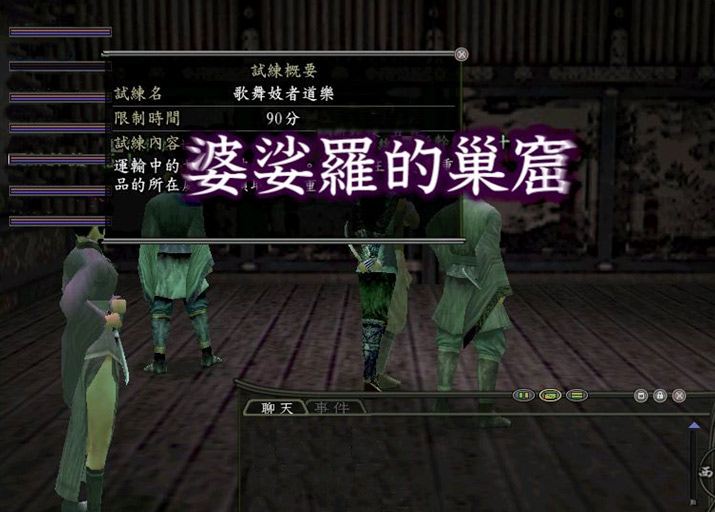 試練概要
試練名 歌舞妓者道樂
限制時間 90分
試練內容
婆娑羅的巢窟
運輸中的
品的所在
聊天 事件
西